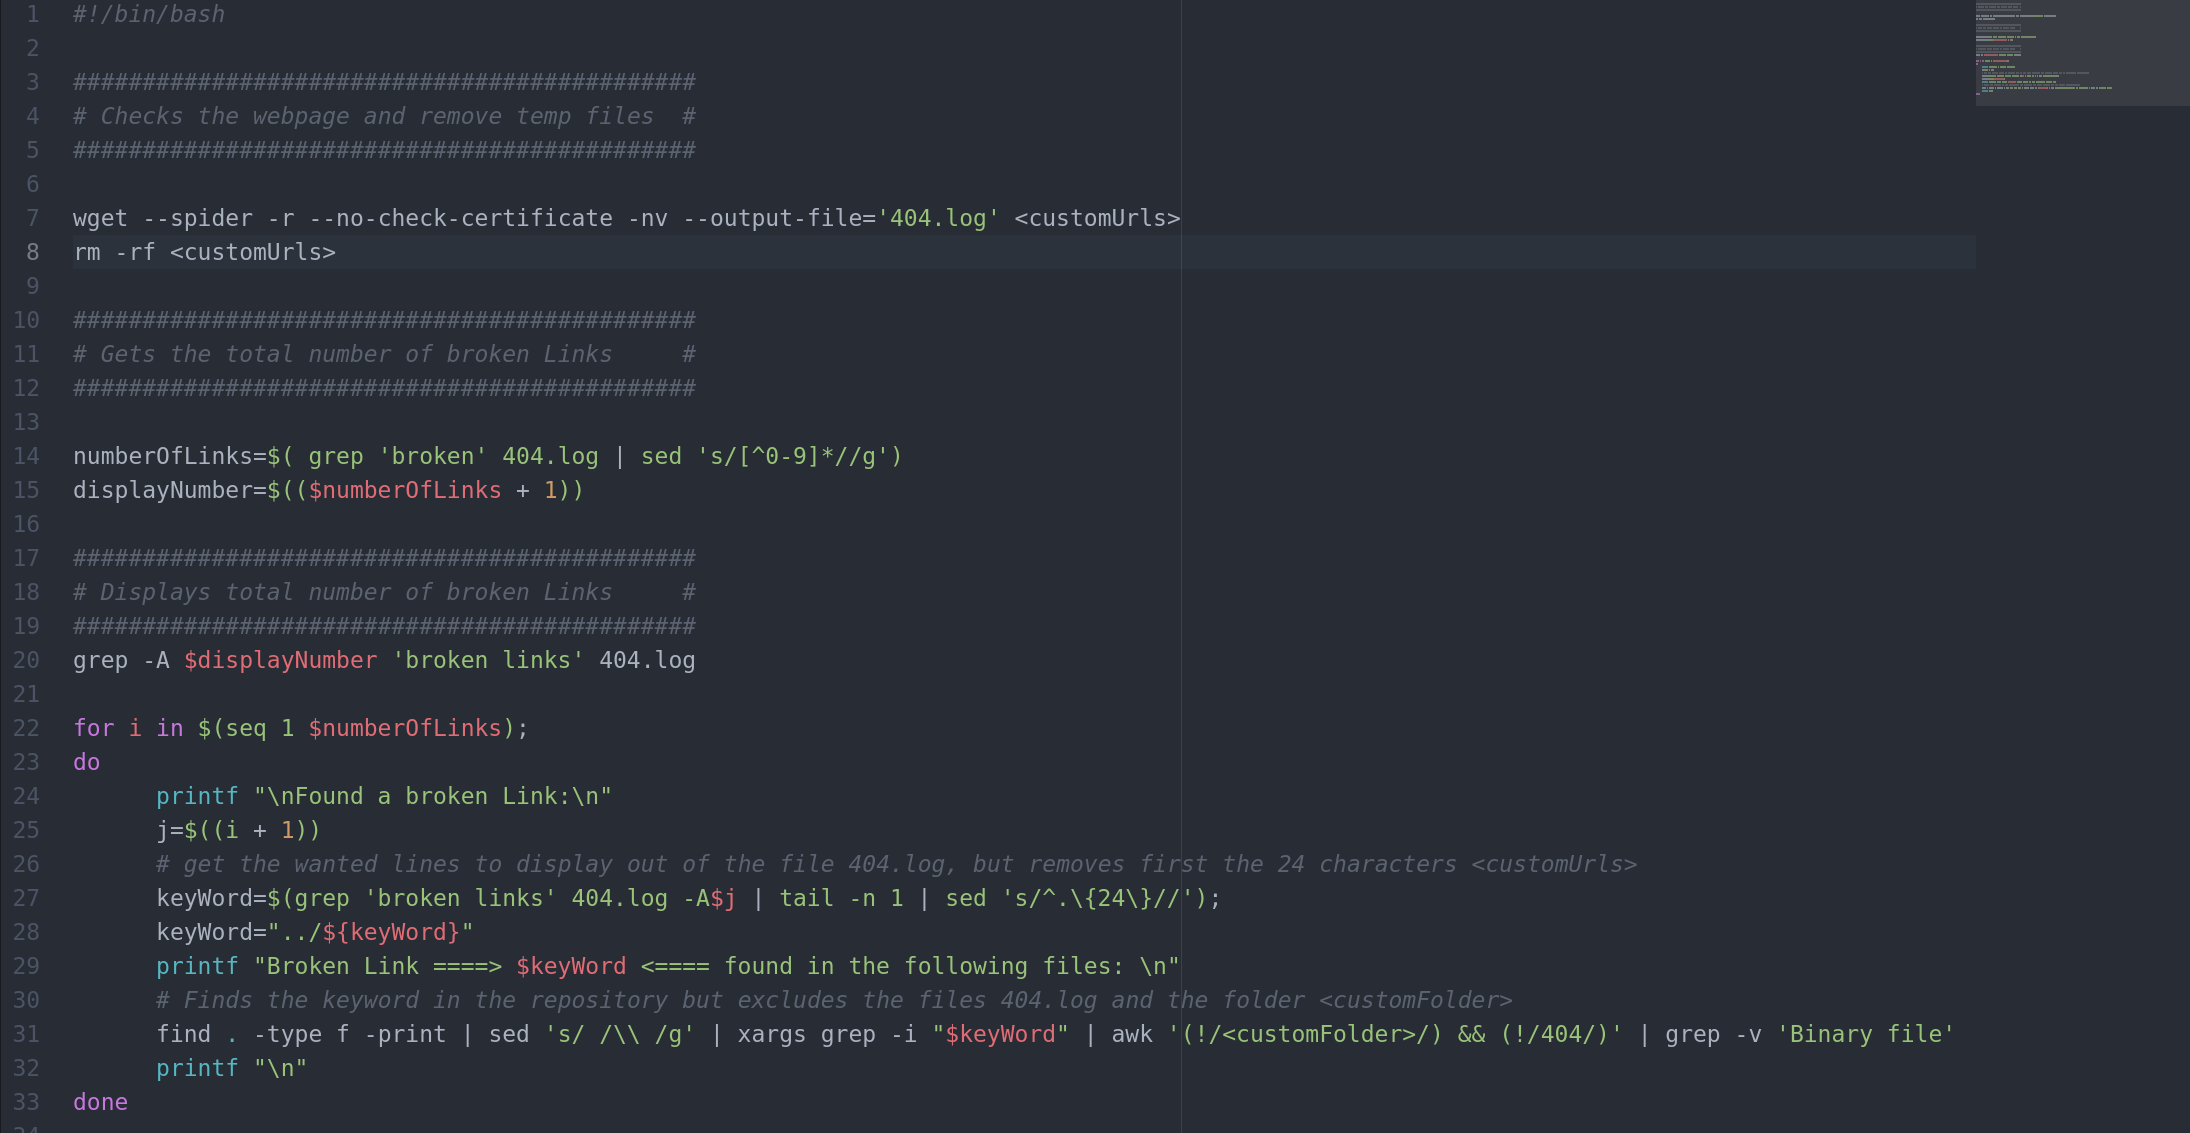 1 #!/bin/bash
2
3 #############################################
4 # Checks the webpage and remove temp files  #
5 #############################################
6
7 wget --spider -r --no-check-certificate -nv --output-file='404.log' <customUrls>
8 rm -rf <customUrls>
9
10 #############################################
11 # Gets the total number of broken Links     #
12 #############################################
13
14 numberOfLinks=$( grep 'broken' 404.log | sed 's/[^0-9]*//g')
15 displayNumber=$(($numberOfLinks + 1))
16
17 #############################################
18 # Displays total number of broken Links     #
19 #############################################
20 grep -A $displayNumber 'broken links' 404.log
21
22 for i in $(seq 1 $numberOfLinks);
23 do
24       printf "\nFound a broken Link:\n"
25       j=$((i + 1))
26       # get the wanted lines to display out of the file 404.log, but removes first the 24 characters <customUrls>
27       keyWord=$(grep 'broken links' 404.log -A$j | tail -n 1 | sed 's/^.\{24\}//');
28       keyWord="../${keyWord}"
29       printf "Broken Link ====> $keyWord <==== found in the following files: \n"
30       # Finds the keyword in the repository but excludes the files 404.log and the folder <customFolder>
31       find . -type f -print | sed 's/ /\\ /g' | xargs grep -i "$keyWord" | awk '(!/<customFolder>/) && (!/404/)' | grep -v 'Binary file'
32       printf "\n"
33 done